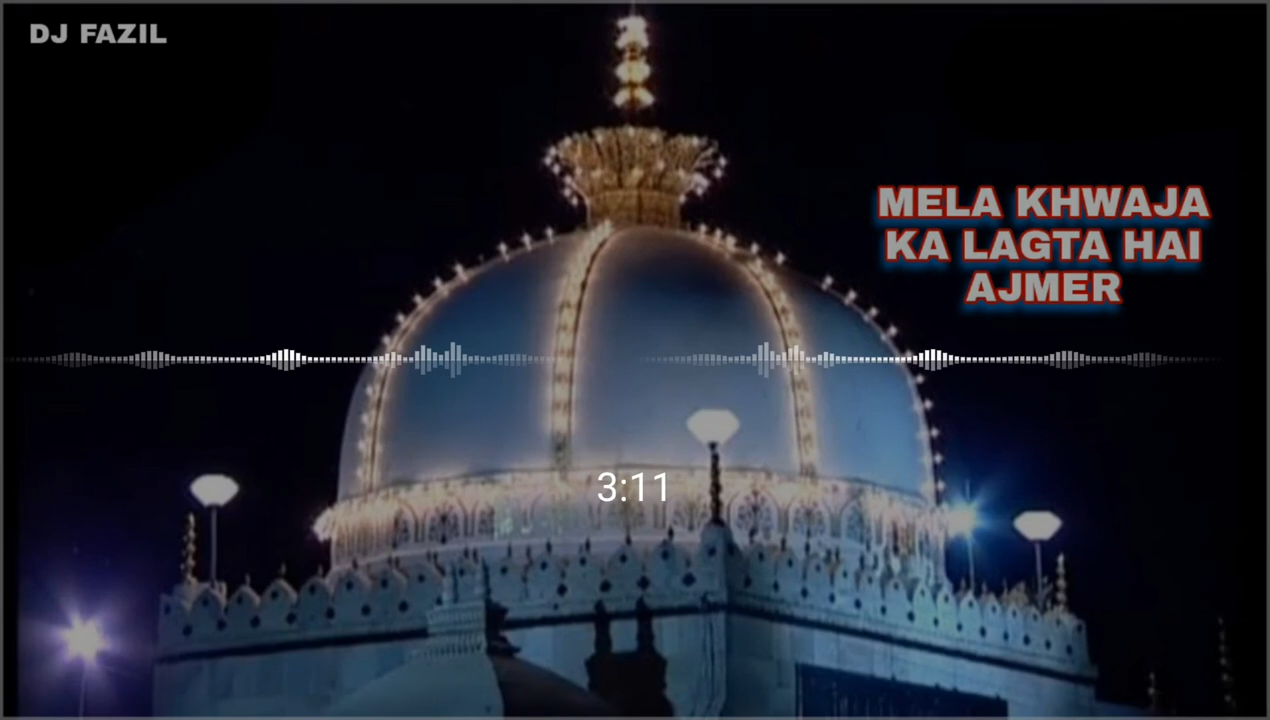 DJ FAZIL
MELA KHWAJA
KA LAGTA HAI
AJMER
3:11